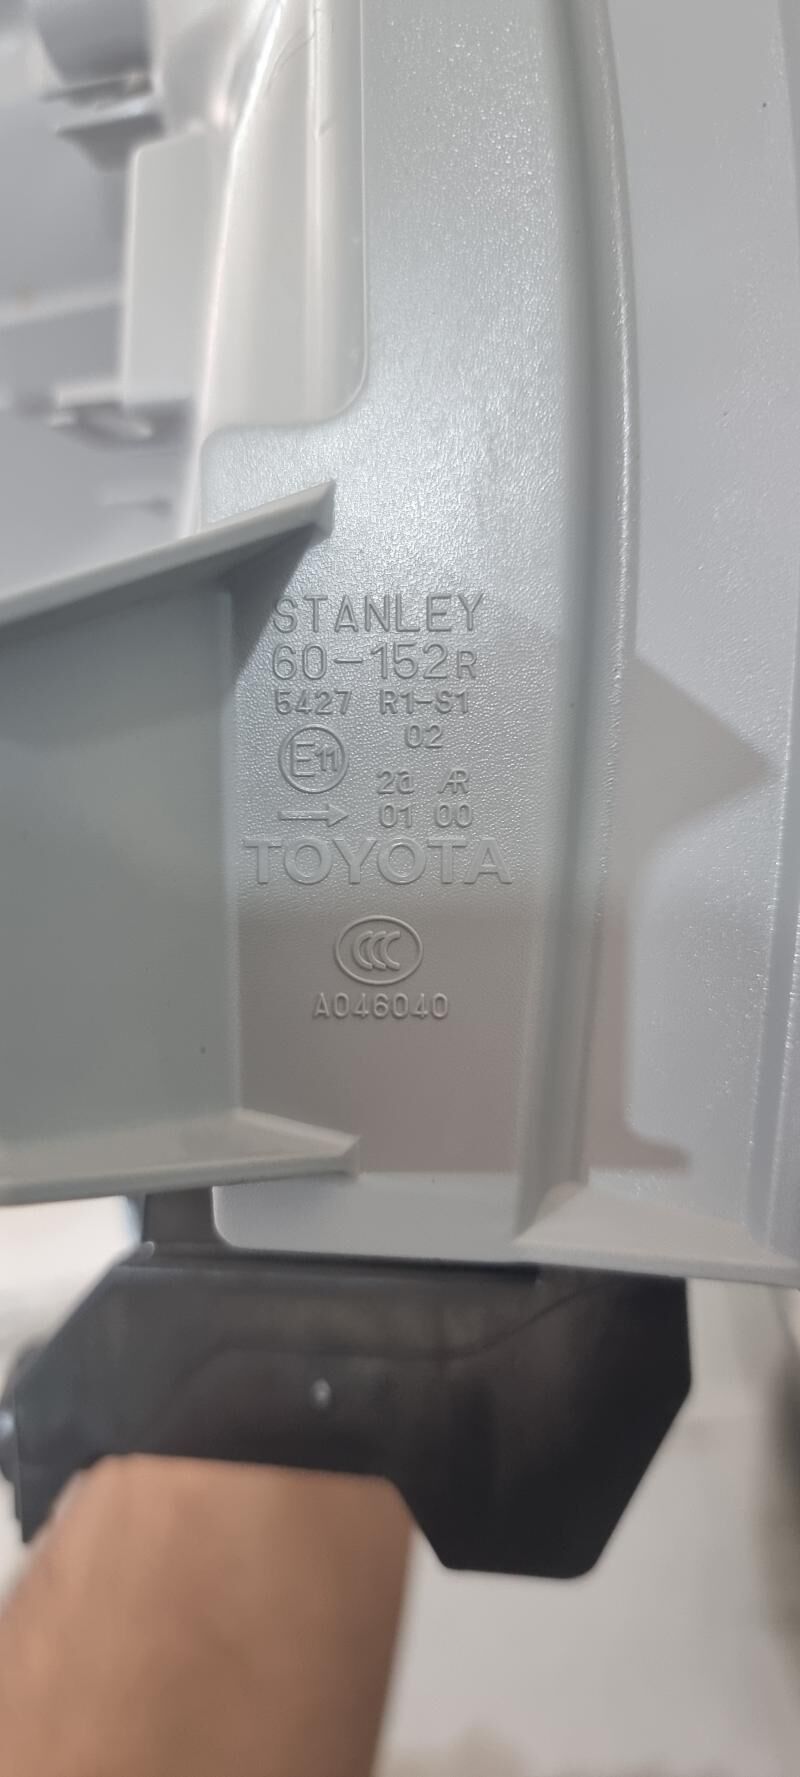 STANLEY
60-152R
5427 R1-S1
02
E11
2a AR
→ 01 00
TOYOTA
CCC
A046040